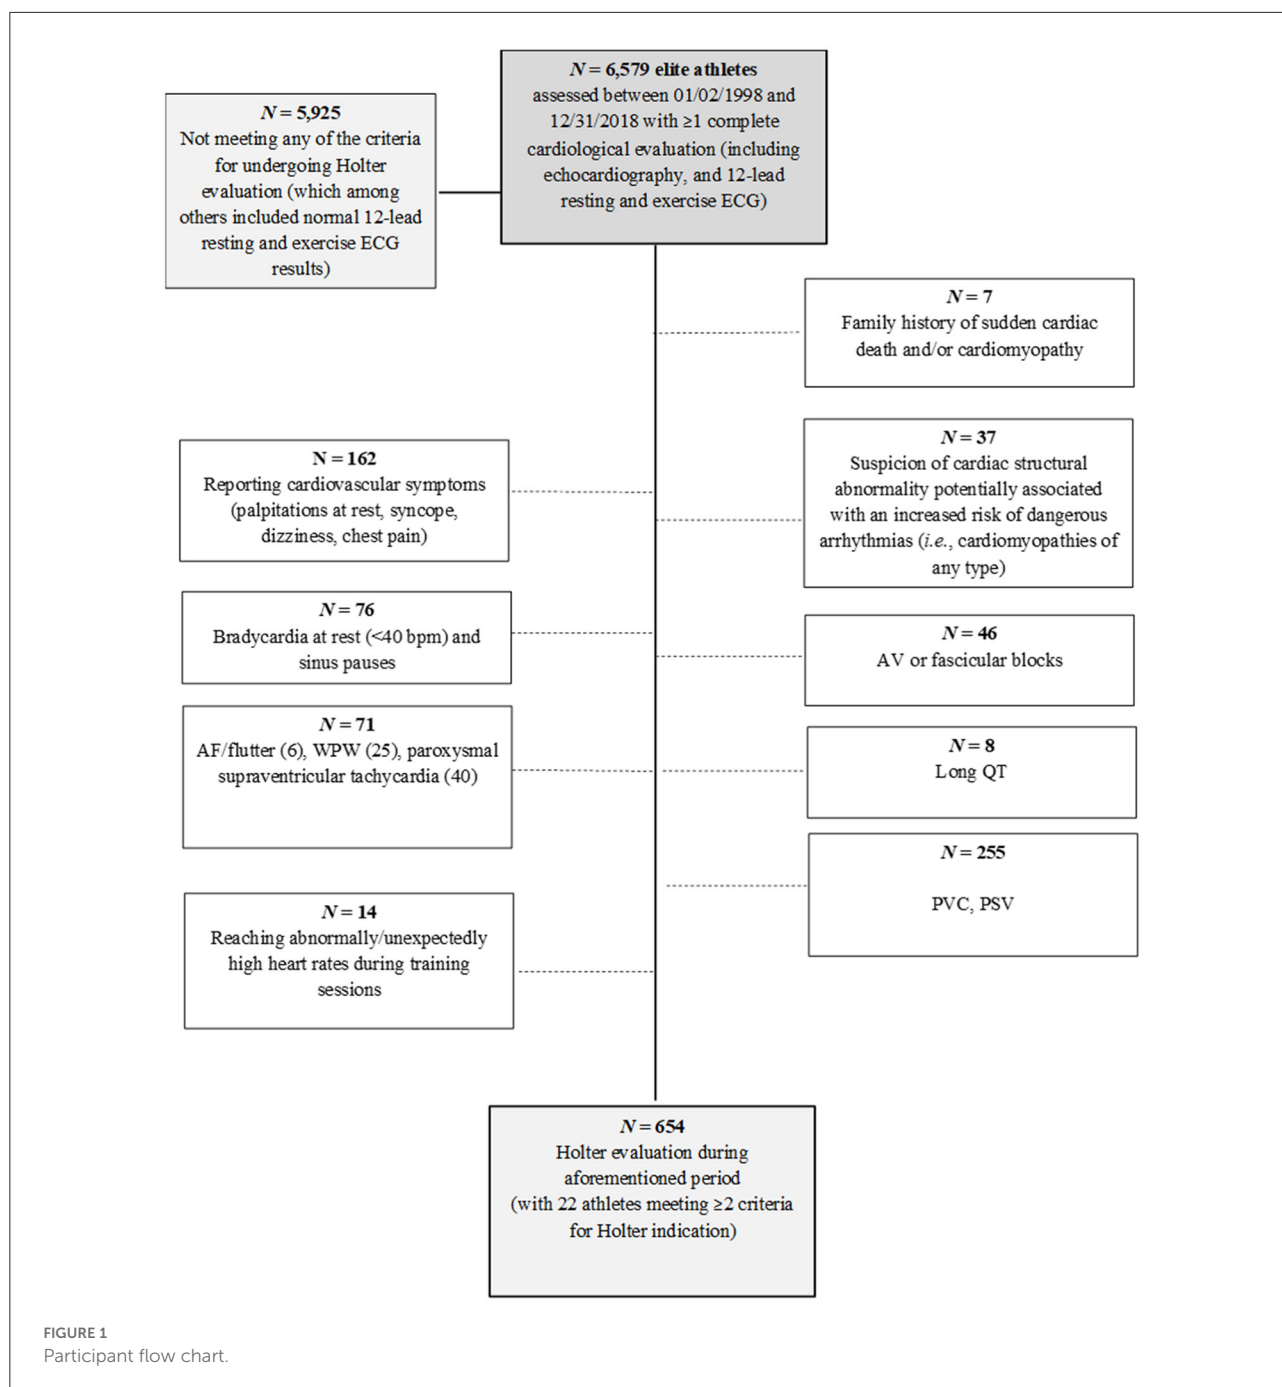 N = 6,579 elite athletes
assessed between 01/02/1998 and
12/31/2018 with ≥1 complete
cardiological evaluation (including
echocardiography, and 12-lead
resting and exercise ECG)
N = 5,925
Not meeting any of the criteria
for undergoing Holter
evaluation (which among
others included normal 12-lead
resting and exercise ECG
results)
N = 7
Family history of sudden cardiac
death and/or cardiomyopathy
N = 162
Reporting cardiovascular symptoms
(palpitations at rest, syncope,
dizziness, chest pain)
N = 37
Suspicion of cardiac structural
abnormality potentially associated
with an increased risk of dangerous
arrhythmias (i.e., cardiomyopathies of
any type)
N = 76
Bradycardia at rest (<40 bpm) and
sinus pauses
N = 46
AV or fascicular blocks
N = 71
AF/flutter (6), WPW (25), paroxysmal
supraventricular tachycardia (40)
N = 8
Long QT
N = 255
PVC, PSV
N = 14
Reaching abnormally/unexpectedly
high heart rates during training
sessions
N = 654
Holter evaluation during
aforementioned period
(with 22 athletes meeting ≥2 criteria
for Holter indication)
FIGURE 1
Participant flow chart.